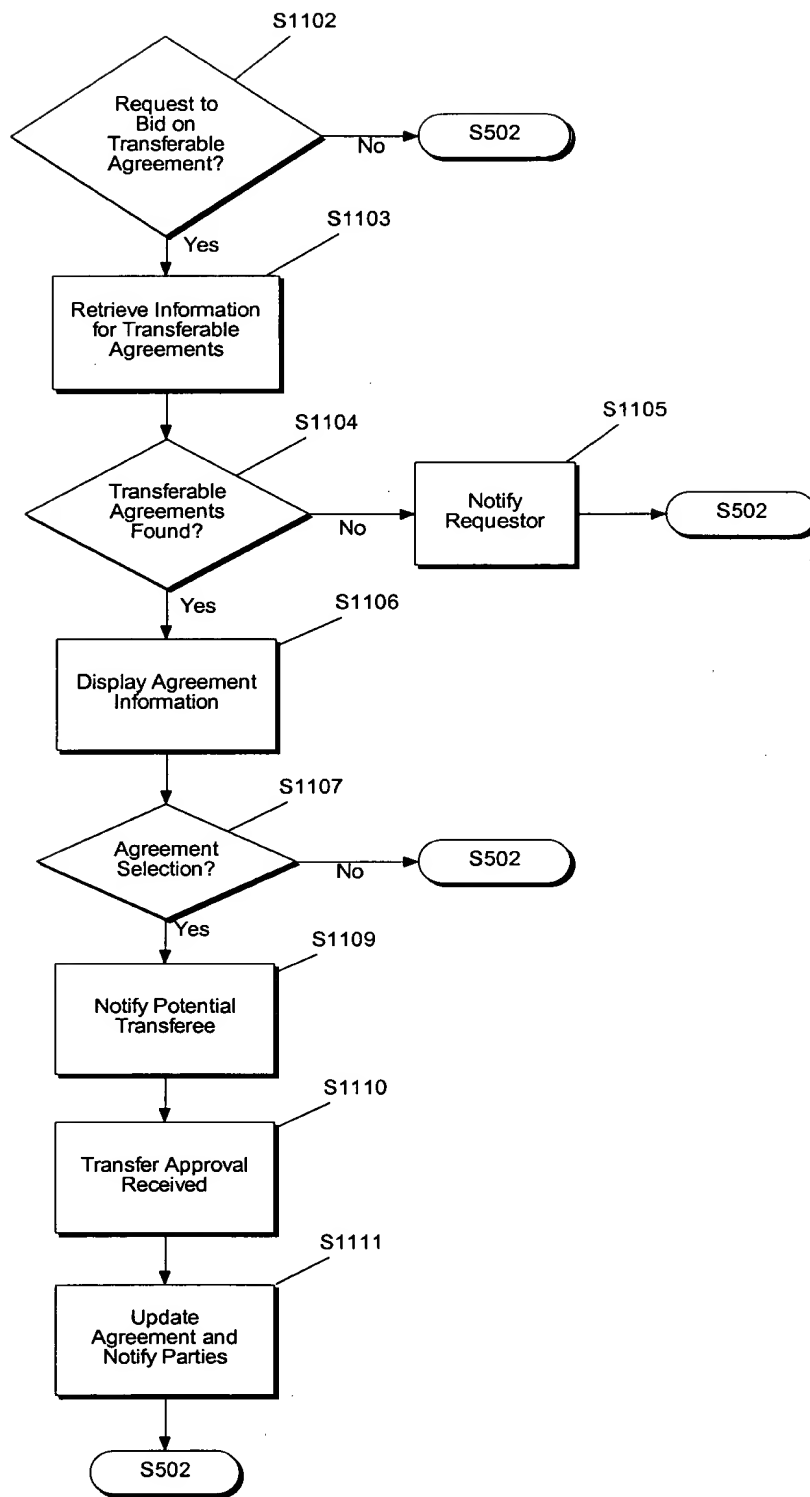 S1102
Request to
Bid on
Transferable
Agreement?
No
S502
Yes
S1103
Retrieve Information
for Transferable
Agreements
S1104
Transferable
Agreements
Found?
No
S1105
Notify
Requestor
S502
Yes
S1106
Display Agreement
Information
S1107
Agreement
Selection?
No
S502
Yes
S1109
Notify Potential
Transferee
S1110
Transfer Approval
Received
S1111
Update
Agreement and
Notify Parties
S502